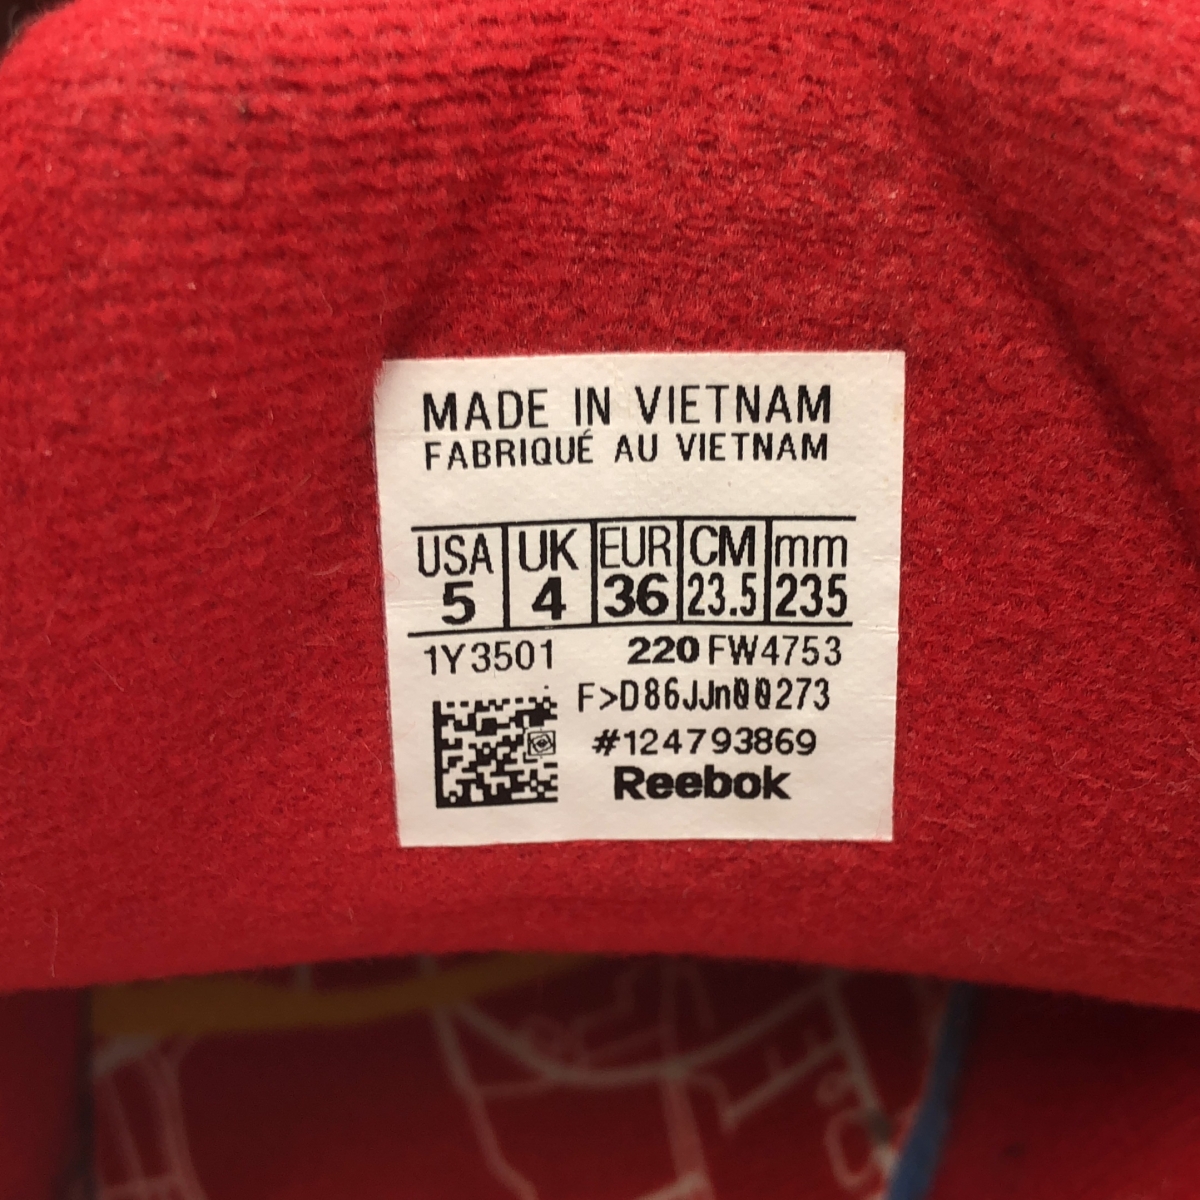 MADE IN VIETNAM
FABRIQUÉ AU VIETNAM
USA UK EUR CM mm
5 4 36 23.5 235
1Y3501 220 FW4753
F>D86JJn00273
#124793869
Reebok